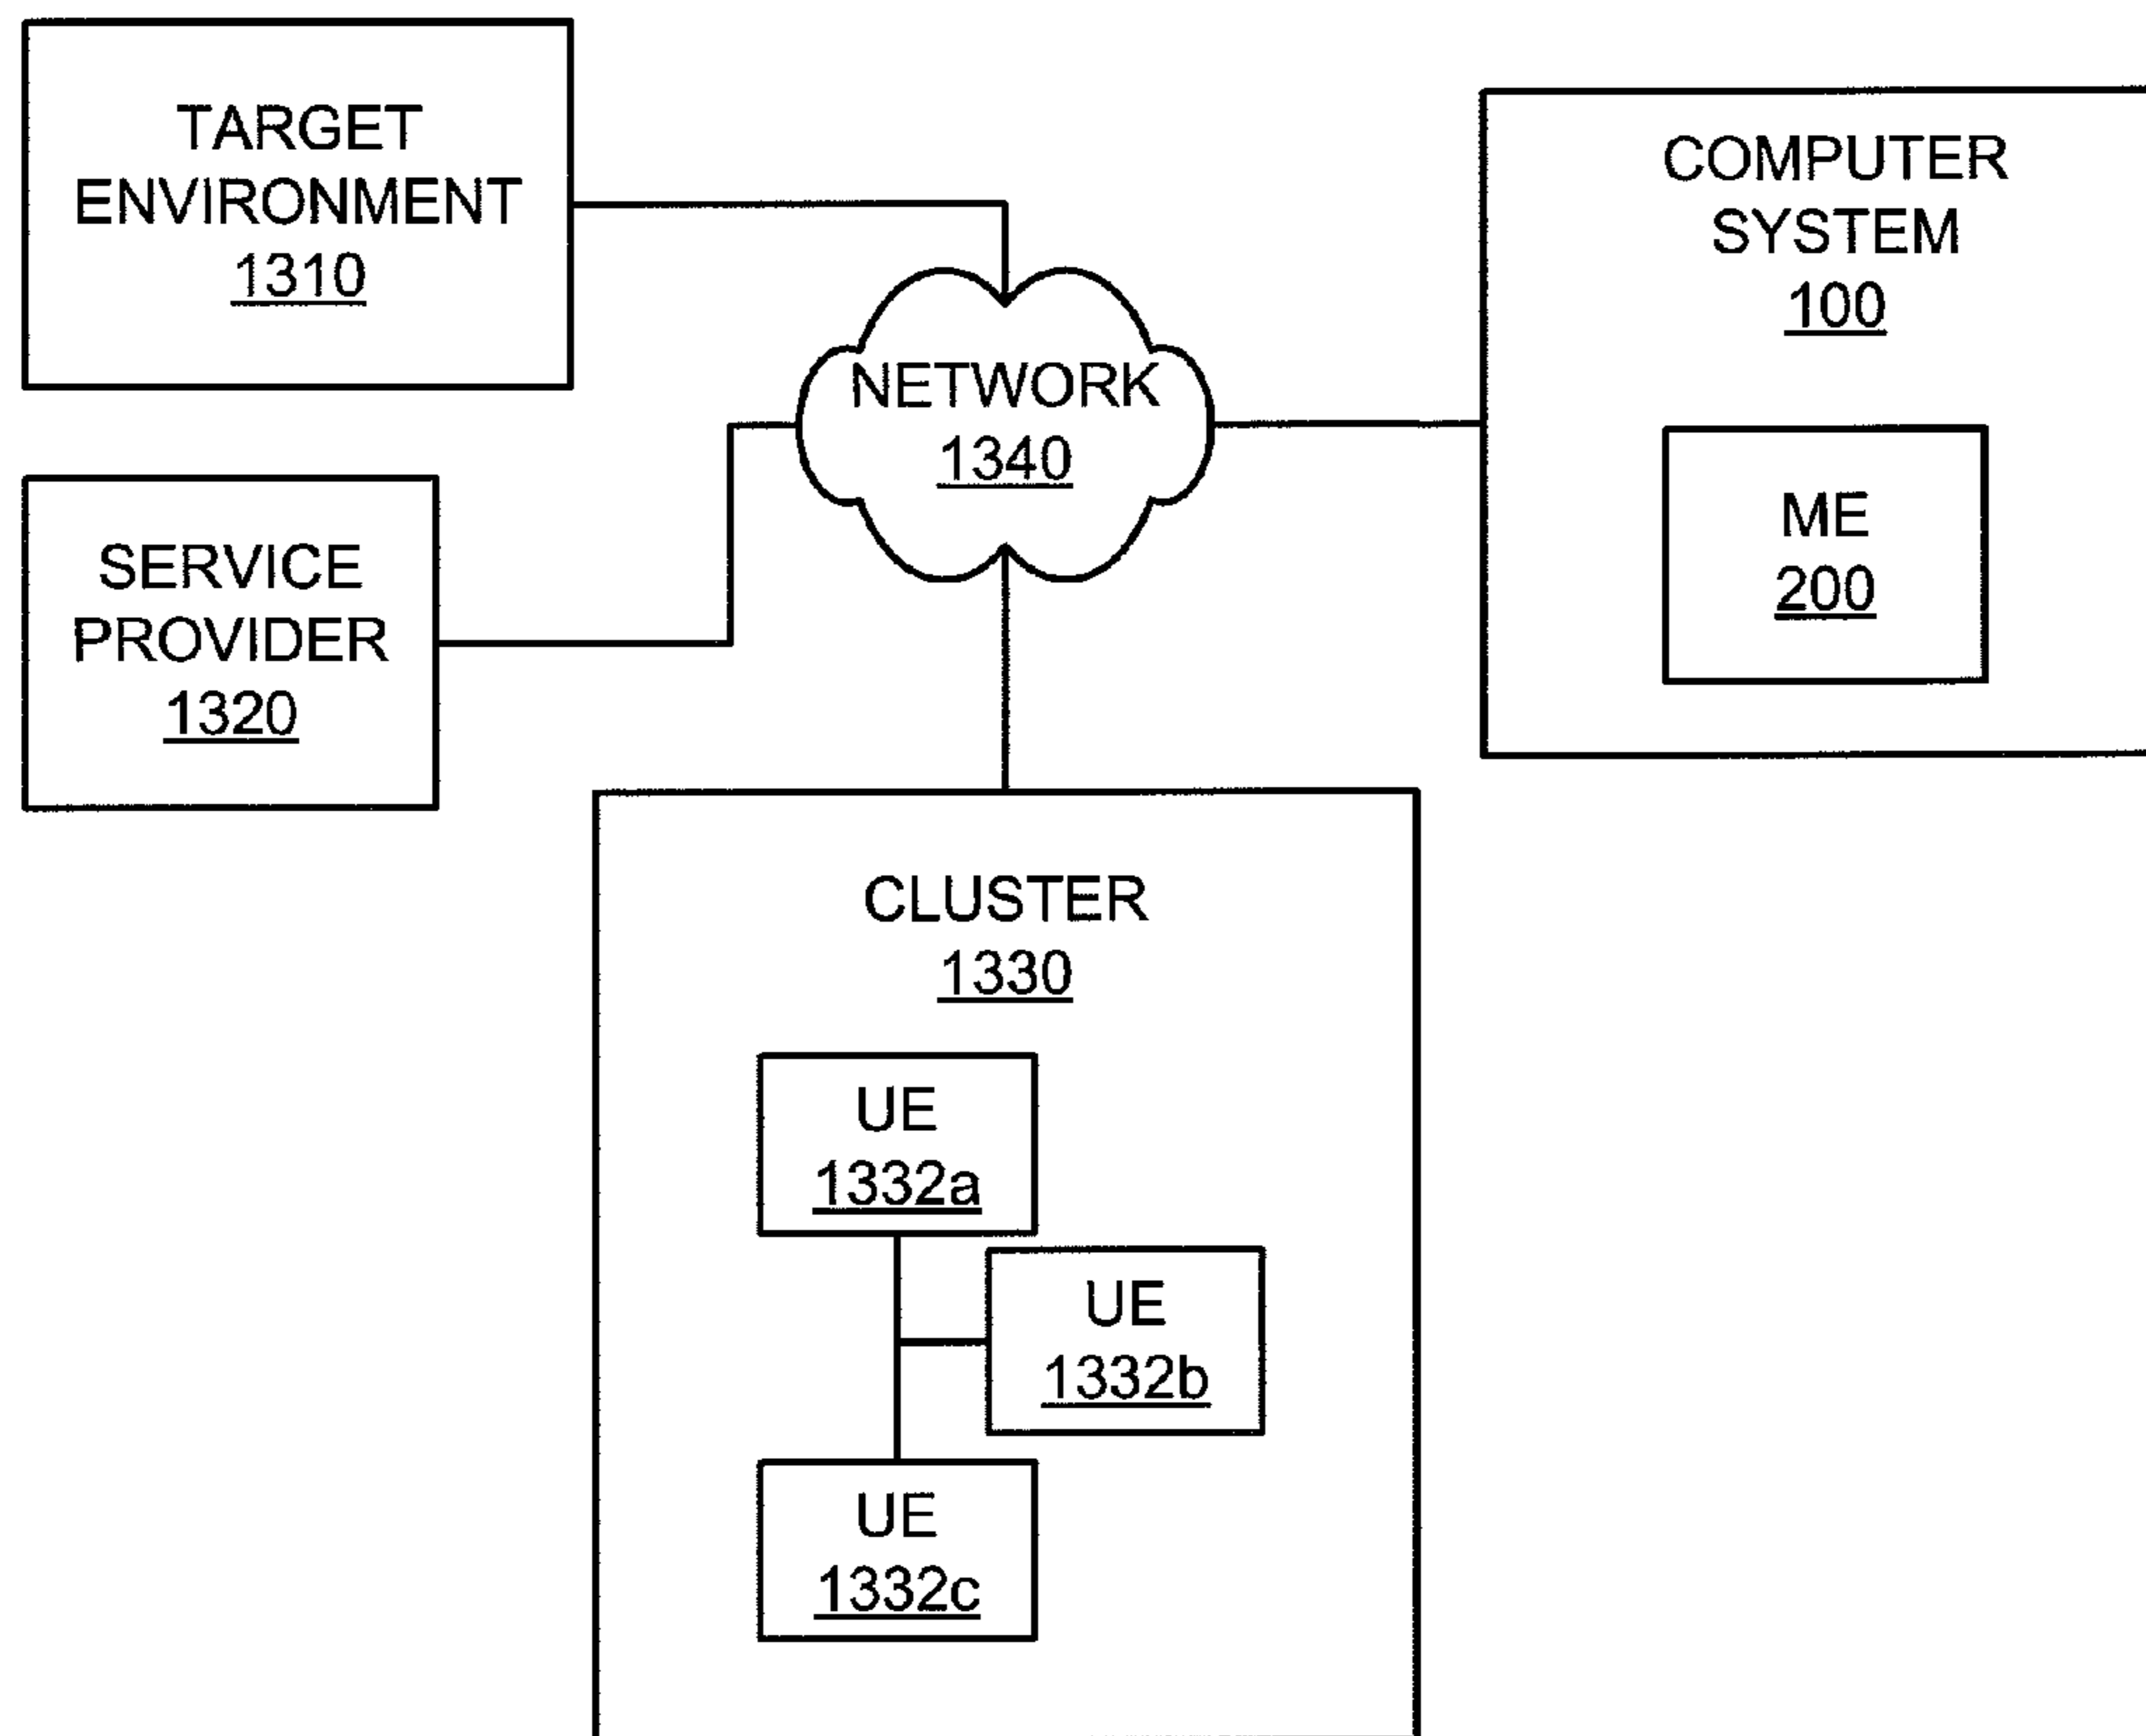 TARGET
ENVIRONMENT
1310
COMPUTER
SYSTEM
100
NETWORK
1340
ME
200
SERVICE
PROVIDER
1320
CLUSTER
1330
UE
1332a
UE
1332b
UE
1332c